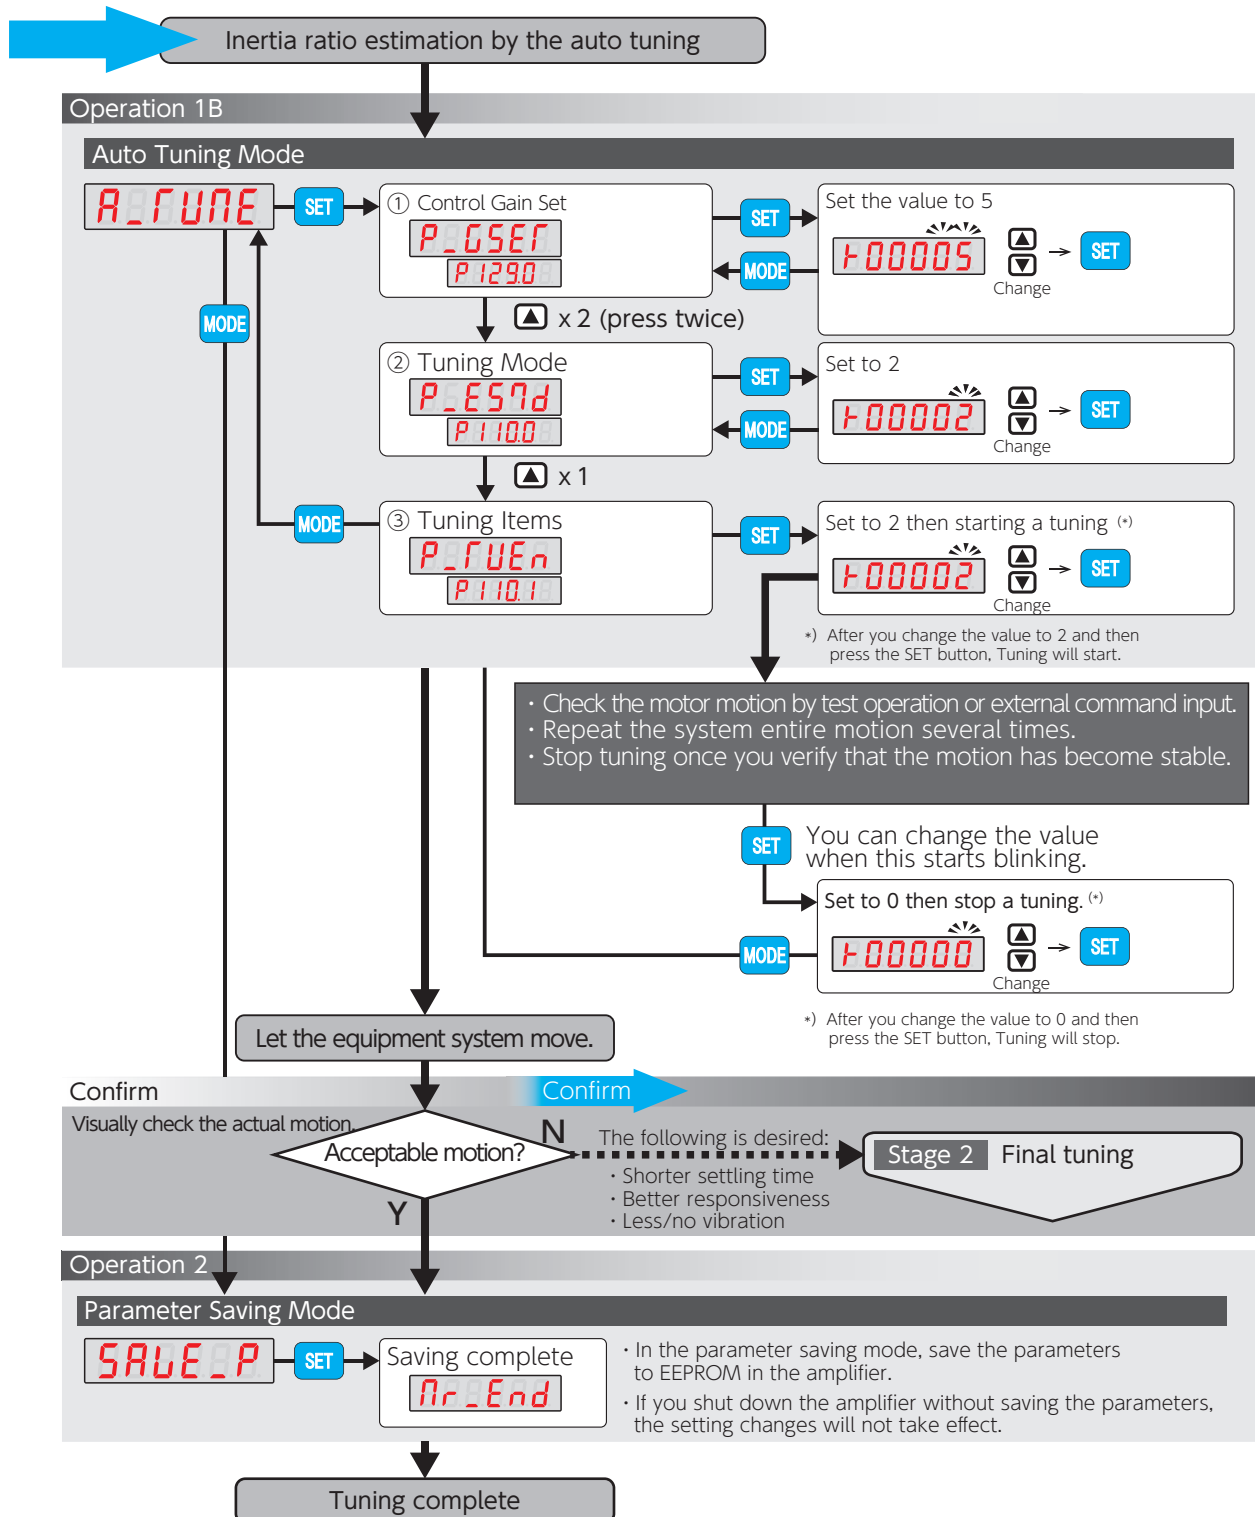 Inertia ratio estimation by the auto tuning
Operation 1B
Auto Tuning Mode
A_TUNE
SET
① Control Gain Set
P_GSET
P129.0
SET
MODE
Set the value to 5
r00005
Change
SET
MODE
x 2 (press twice)
② Tuning Mode
P_ESMd
P110.0
SET
MODE
Set to 2
r00002
Change
SET
x 1
MODE
③ Tuning Items
P_TUEn
P110.1
SET
Set to 2 then starting a tuning (*)
r00002
Change
SET
*) After you change the value to 2 and then
press the SET button, Tuning will start.
・Check the motor motion by test operation or external command input.
・Repeat the system entire motion several times.
・Stop tuning once you verify that the motion has become stable.
SET
You can change the value
when this starts blinking.
Set to 0 then stop a tuning. (*)
MODE
r00000
Change
SET
*) After you change the value to 0 and then
press the SET button, Tuning will stop.
Let the equipment system move.
Confirm
Confirm
Visually check the actual motion.
Acceptable motion?
N
Y
The following is desired:
・Shorter settling time
・Better responsiveness
・Less/no vibration
Stage 2 Final tuning
Operation 2
Parameter Saving Mode
SAVE_P
SET
Saving complete
Mr_End
・In the parameter saving mode, save the parameters
to EEPROM in the amplifier.
・If you shut down the amplifier without saving the parameters,
the setting changes will not take effect.
Tuning complete